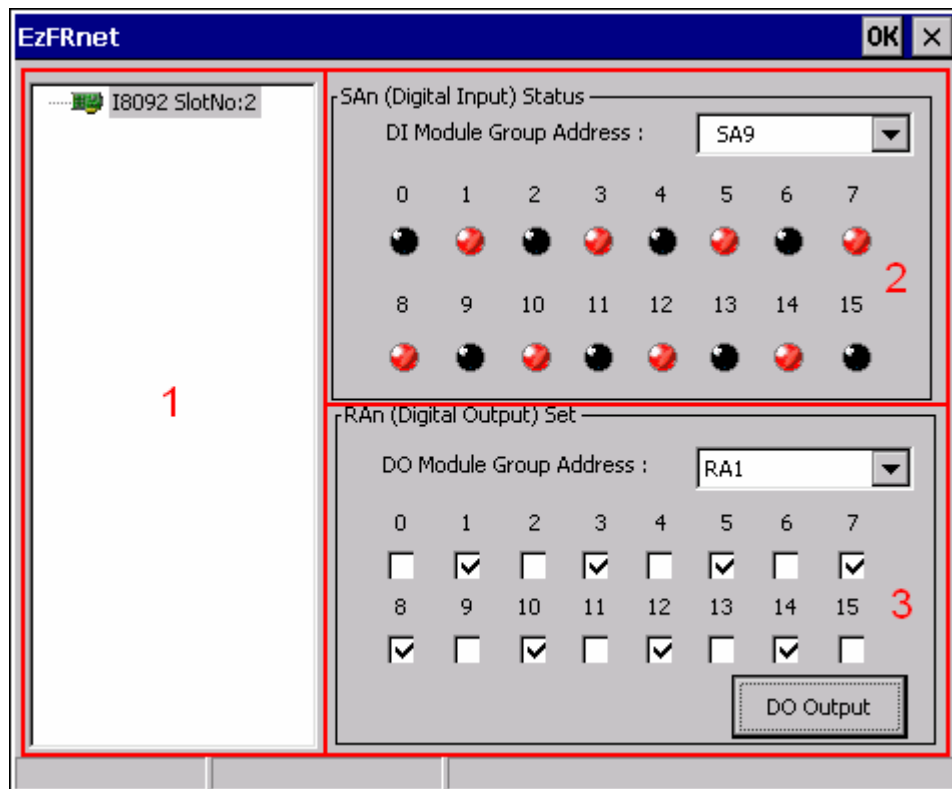 EzFRnet OK ×
I8092 SlotNo:2
1
SAn (Digital Input) Status
DI Module Group Address : SA9
0 1 2 3 4 5 6 7
2
8 9 10 11 12 13 14 15
RAn (Digital Output) Set
DO Module Group Address : RA1
0 1 2 3 4 5 6 7
8 9 10 11 12 13 14 15
3
DO Output